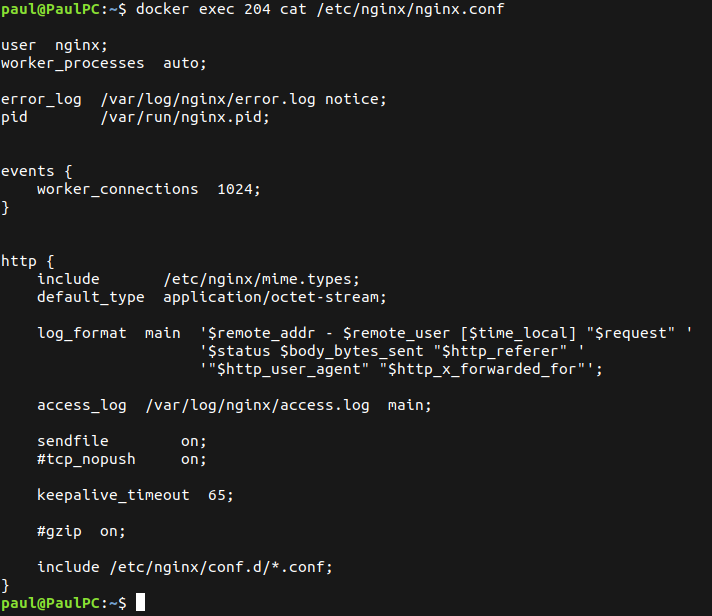 paul@PaulPC:~$ docker exec 204 cat /etc/nginx/nginx.conf

user  nginx;
worker_processes  auto;

error_log  /var/log/nginx/error.log notice;
pid        /var/run/nginx.pid;


events {
    worker_connections  1024;
}


http {
    include       /etc/nginx/mime.types;
    default_type  application/octet-stream;

    log_format  main  '$remote_addr - $remote_user [$time_local] "$request" '
                      '$status $body_bytes_sent "$http_referer" '
                      '"$http_user_agent" "$http_x_forwarded_for"';

    access_log  /var/log/nginx/access.log  main;

    sendfile        on;
    #tcp_nopush     on;

    keepalive_timeout  65;

    #gzip  on;

    include /etc/nginx/conf.d/*.conf;
}
paul@PaulPC:~$